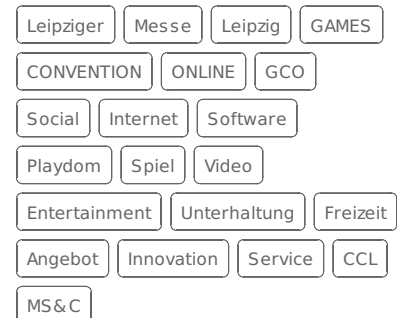 Leipziger Messe Leipzig GAMES
CONVENTION ONLINE GCO
Social Internet Software
Playdom Spiel Video
Entertainment Unterhaltung Freizeit
Angebot Innovation Service CCL
MS&C